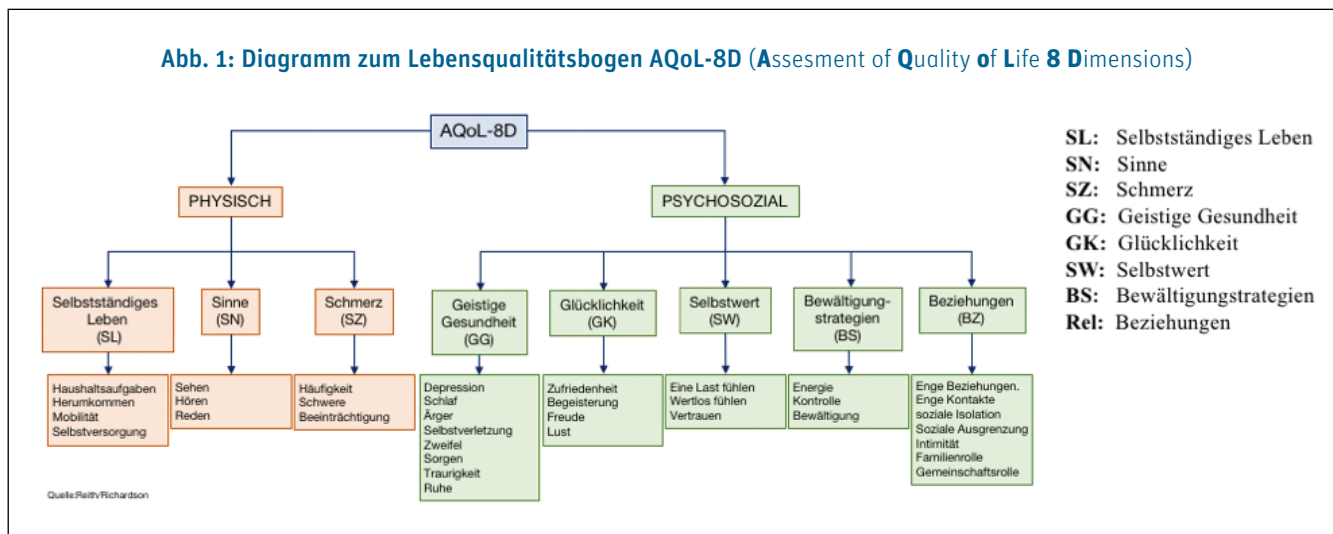 Abb. 1: Diagramm zum Lebensqualitätsbogen AQoL-8D (Assesment of Quality of Life 8 Dimensions)
AQoL-8D
PHYSISCH
PSYCHOSOZIAL
Selbstständiges
Leben
(SL)
Sinne
(SN)
Schmerz
(SZ)
Geistige
Gesundheit
(GG)
Glücklichkeit
(GK)
Selbstwert
(SW)
Bewältigung-
strategien
(BS)
Beziehungen
(BZ)
Haushaltsaufgaben
Herumkommen
Mobilität
Selbstversorgung
Sehen
Hören
Reden
Häufigkeit
Schwere
Beeinträchtigung
Depression
Schlaf
Ärger
Selbstverletzung
Zweifel
Sorgen
Traurigkeit
Ruhe
Zufriedenheit
Begeisterung
Freude
Lust
Eine Last fühlen
Wertlos fühlen
Vertrauen
Energie
Kontrolle
Bewältigung
Enge Beziehungen.
Enge Kontakte
soziale Isolation
Soziale Ausgrenzung
Intimität
Familienrolle
Gemeinschaftsrolle
Quelle:Reith/Richardson
SL: Selbstständiges Leben
SN: Sinne
SZ: Schmerz
GG: Geistige Gesundheit
GK: Glücklichkeit
SW: Selbstwert
BS: Bewältigungstrategien
Rel: Beziehungen